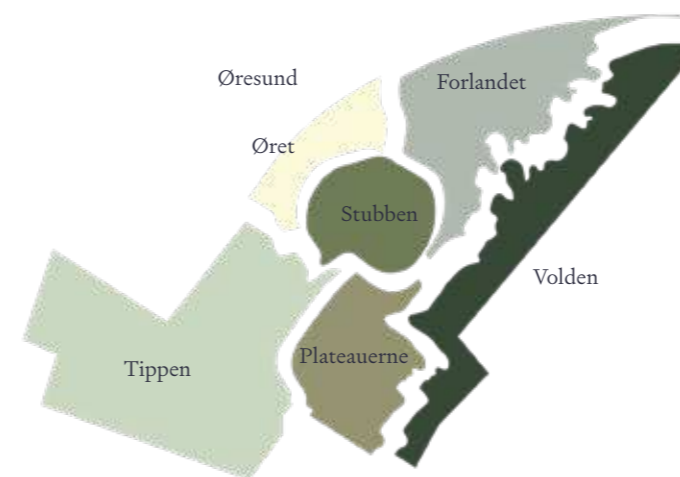 Øresund
Forlandet
Øret
Stubben
Volden
Plateauerne
Tippen